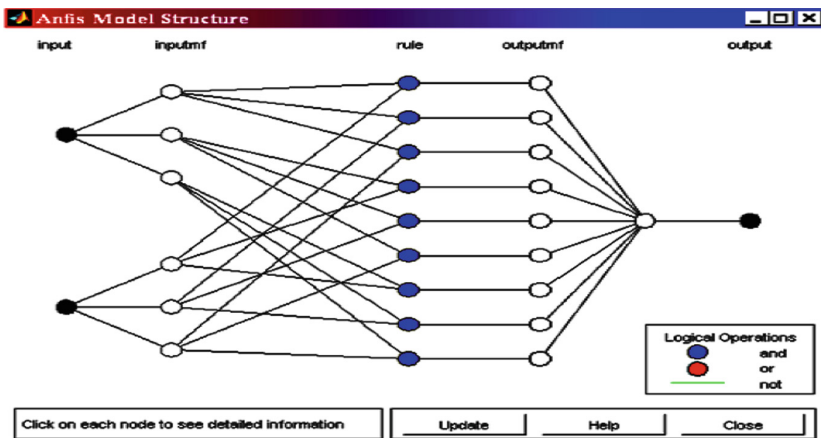 Anfis Model Structure
input inputmf rule outputmf output
Logical Operations
and
or
not
Click on each node to see detailed information Update Help Close